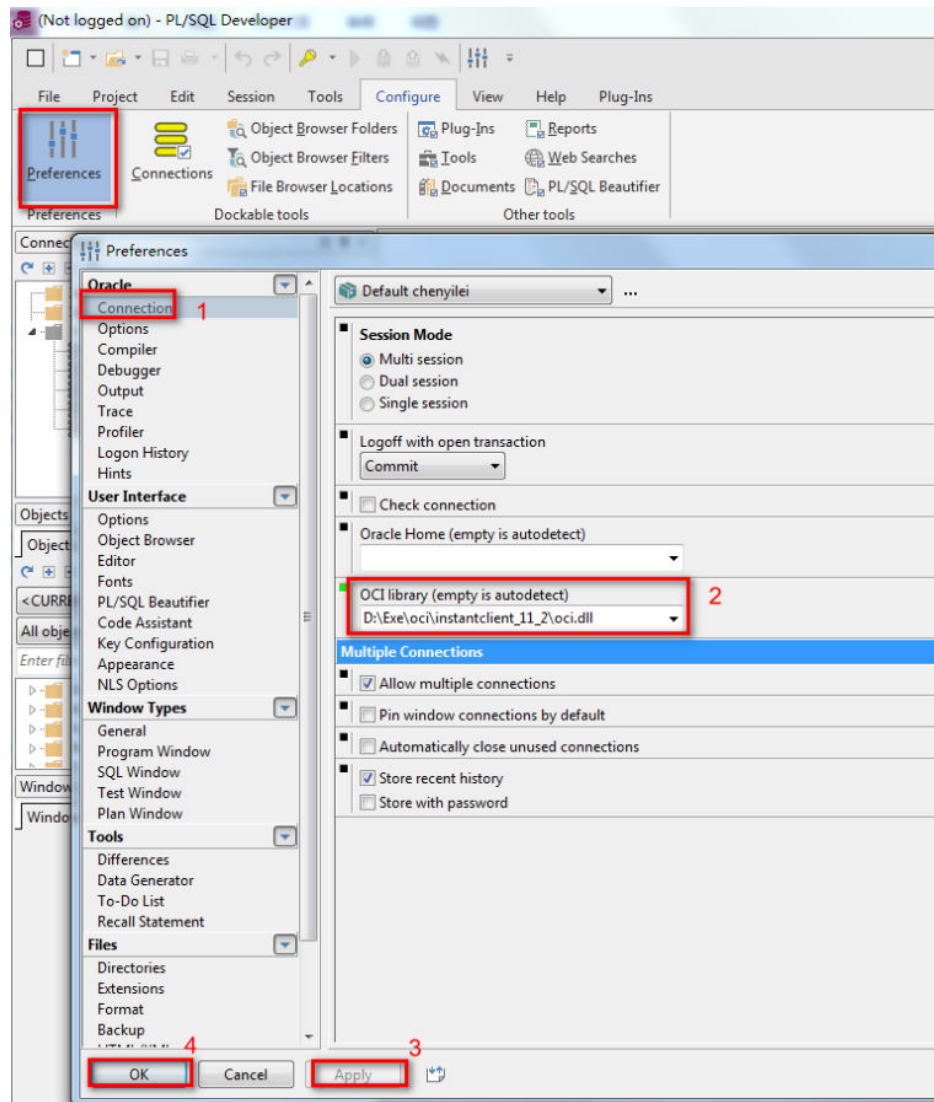 (Not logged on) - PL/SQL Developer
File Project Edit Session Tools Configure View Help Plug-Ins
Preferences
Connections
Object Browser Folders
Object Browser Filters
File Browser Locations
Plug-Ins
Tools
Documents
Reports
Web Searches
PL/SQL Beautifier
Preferences Dockable tools Other tools
Connec
Objects
Object
<CURRE
All obje
Enter fil
Window
Windo
Preferences
Oracle
Connection 1
Options
Compiler
Debugger
Output
Trace
Profiler
Logon History
Hints
User Interface
Options
Object Browser
Editor
Fonts
PL/SQL Beautifier
Code Assistant
Key Configuration
Appearance
NLS Options
Window Types
General
Program Window
SQL Window
Test Window
Plan Window
Tools
Differences
Data Generator
To-Do List
Recall Statement
Files
Directories
Extensions
Format
Backup
Default chenyilei ...
Session Mode
Multi session
Dual session
Single session
Logoff with open transaction
Commit
Check connection
Oracle Home (empty is autodetect)
OCI library (empty is autodetect) 2
D:\Exe\oci\instantclient_11_2\oci.dll
Multiple Connections
Allow multiple connections
Pin window connections by default
Automatically close unused connections
Store recent history
Store with password
4 3
OK Cancel Apply